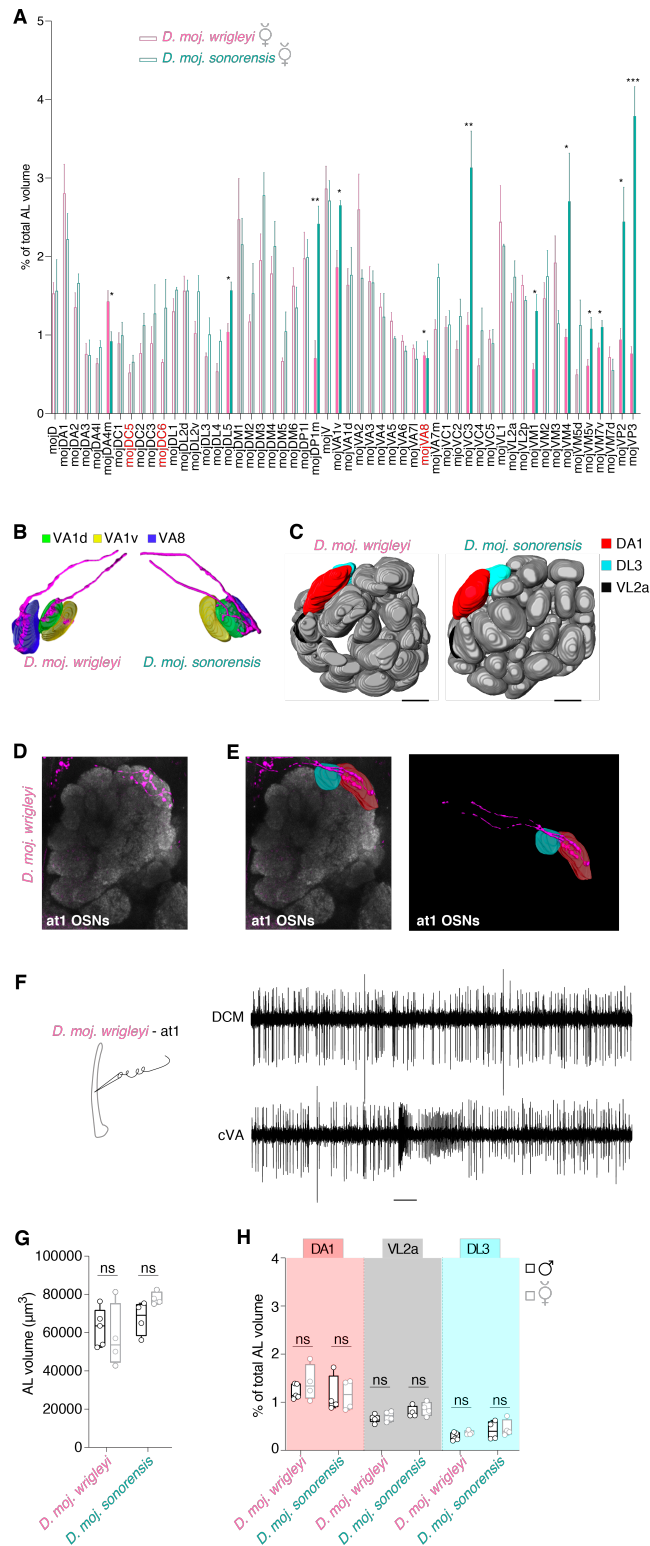 A
5
4
3
2
1
0
% of total AL volume
D. moj. wrigleyi
D. moj. sonorensis
*
*
**
*
*
**
*
*
*
*
*
***
mojD
mojDA1
mojDA2
mojDA3
mojDA4l
mojDA4m
mojDC1
mojDC5
mojDC2
mojDC3
mojDC6
mojDL1
mojDL2d
mojDL2v
mojDL3
mojDL4
mojDL5
mojDM1
mojDM2
mojDM3
mojDM4
mojDM5
mojDM6
mojDP1l
mojDP1m
mojV
mojVA1v
mojVA1d
mojVA2
mojVA3
mojVA4
mojVA5
mojVA6
mojVA7l
mojVA8
mojVA7m
mojVC1
mojVC2
mojVC3
mojVC4
mojVC5
mojVL1
mojVL2a
mojVL2p
mojVM1
mojVM2
mojVM3
mojVM4
mojVM5d
mojVM5v
mojVM7v
mojVM7d
mojVP2
mojVP3
B
VA1d VA1v VA8
D. moj. wrigleyi D. moj. sonorensis
C
D. moj. wrigleyi D. moj. sonorensis
DA1
DL3
VL2a
D
D. moj. wrigleyi
at1 OSNs
E
at1 OSNs
at1 OSNs
F
D. moj. wrigleyi - at1
DCM
cVA
G
AL volume (µm³)
100000
80000
60000
40000
20000
0
ns ns
D. moj. wrigleyi
D. moj. sonorensis
H
% of total AL volume
4
3
2
1
0
DA1 VL2a DL3
♂
ns ns ns ns ns ns
D. moj. wrigleyi
D. moj. sonorensis
D. moj. wrigleyi
D. moj. sonorensis
D. moj. wrigleyi
D. moj. sonorensis